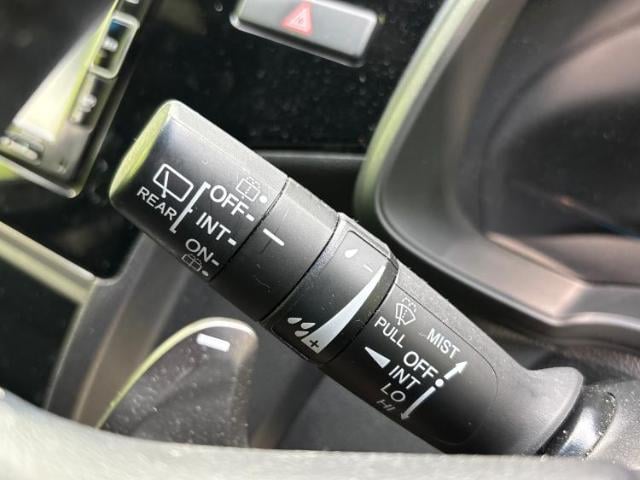 REAR
OFF
INT
ON
- 
+
PULL
MIST
OFF
INT
LO
HI